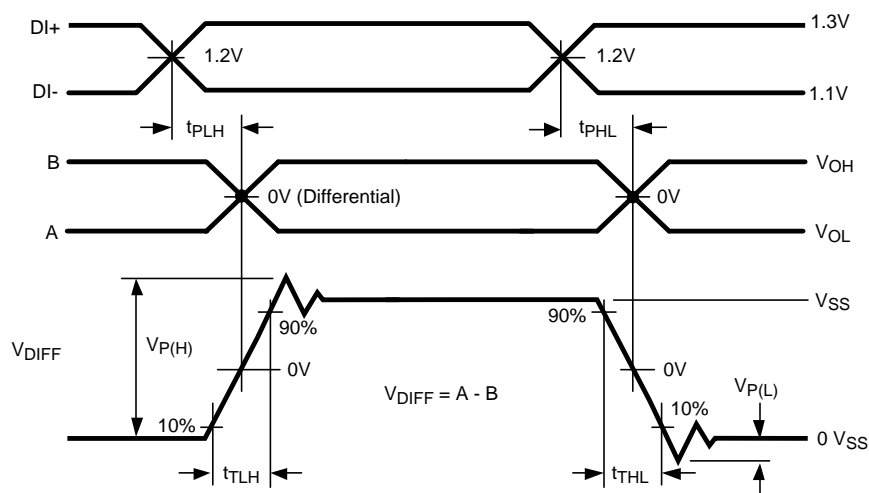 DI+
1.2V
1.2V
1.3V
DI-
1.1V
tPLH
tPHL
B
VOH
0V (Differential)
0V
A
VOL
VSS
90%
90%
VDIFF
VP(H)
0V
0V
VP(L)
VDIFF = A - B
10%
10%
0 VSS
tTLH
tTHL